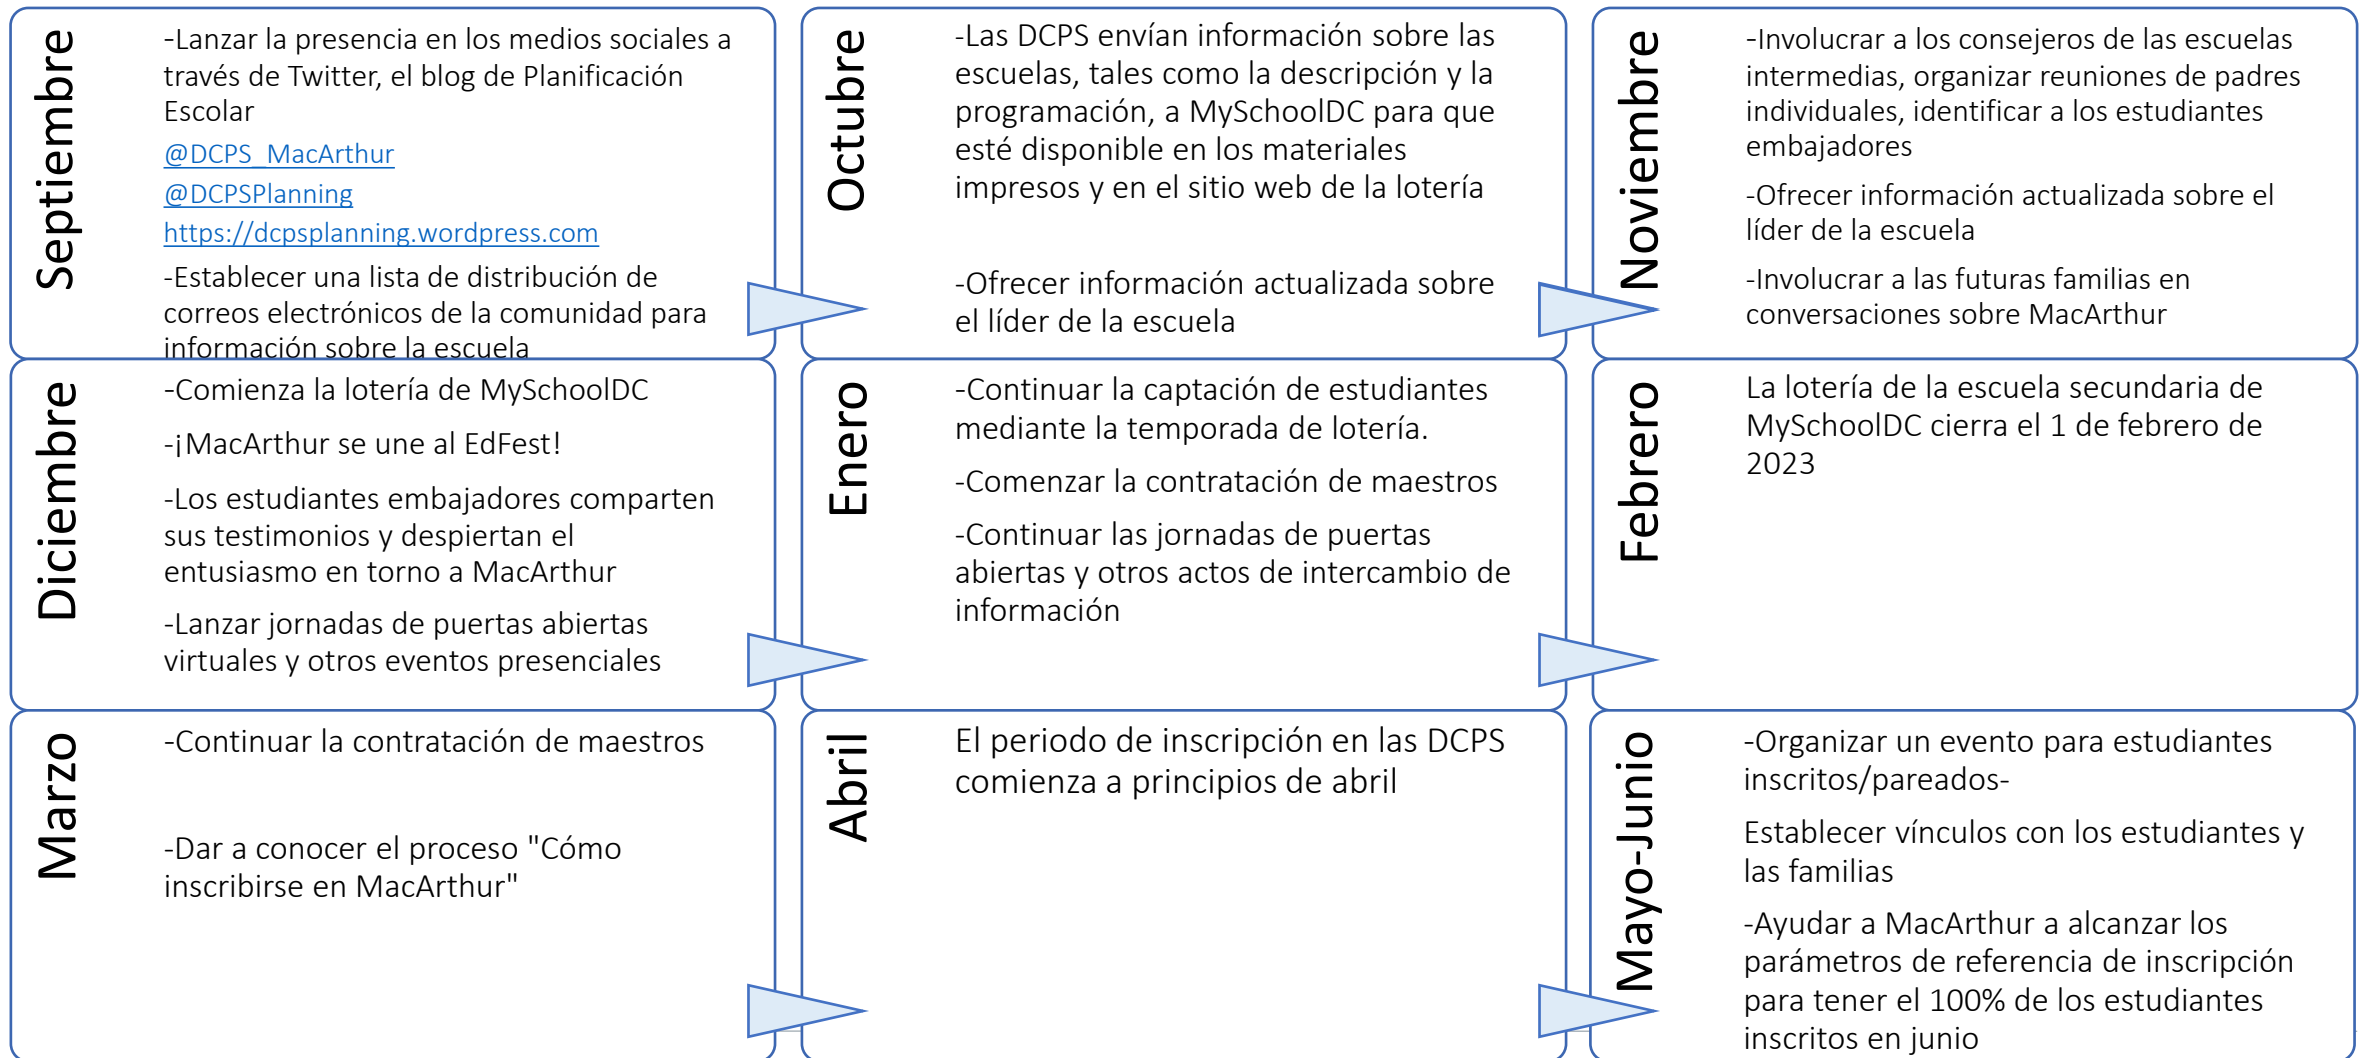 Septiembre
-Lanzar la presencia en los medios sociales a
través de Twitter, el blog de Planificación
Escolar
@DCPS_MacArthur
@DCPSPlanning
https://dcpsplanning.wordpress.com
-Establecer una lista de distribución de
correos electrónicos de la comunidad para
información sobre la escuela
Octubre
-Las DCPS envían información sobre las
escuelas, tales como la descripción y la
programación, a MySchoolDC para que
esté disponible en los materiales
impresos y en el sitio web de la lotería
-Ofrecer información actualizada sobre
el líder de la escuela
Noviembre
-Involucrar a los consejeros de las escuelas
intermedias, organizar reuniones de padres
individuales, identificar a los estudiantes
embajadores
-Ofrecer información actualizada sobre el
líder de la escuela
-Involucrar a las futuras familias en
conversaciones sobre MacArthur
Diciembre
-Comienza la lotería de MySchoolDC
-¡MacArthur se une al EdFest!
-Los estudiantes embajadores comparten
sus testimonios y despiertan el
entusiasmo en torno a MacArthur
-Lanzar jornadas de puertas abiertas
virtuales y otros eventos presenciales
Enero
-Continuar la captación de estudiantes
mediante la temporada de lotería.
-Comenzar la contratación de maestros
-Continuar las jornadas de puertas
abiertas y otros actos de intercambio de
información
Febrero
La lotería de la escuela secundaria de
MySchoolDC cierra el 1 de febrero de
2023
Marzo
-Continuar la contratación de maestros
-Dar a conocer el proceso "Cómo
inscribirse en MacArthur"
Abril
El periodo de inscripción en las DCPS
comienza a principios de abril
Mayo-Junio
-Organizar un evento para estudiantes
inscritos/pareados-
Establecer vínculos con los estudiantes y
las familias
-Ayudar a MacArthur a alcanzar los
parámetros de referencia de inscripción
para tener el 100% de los estudiantes
inscritos en junio